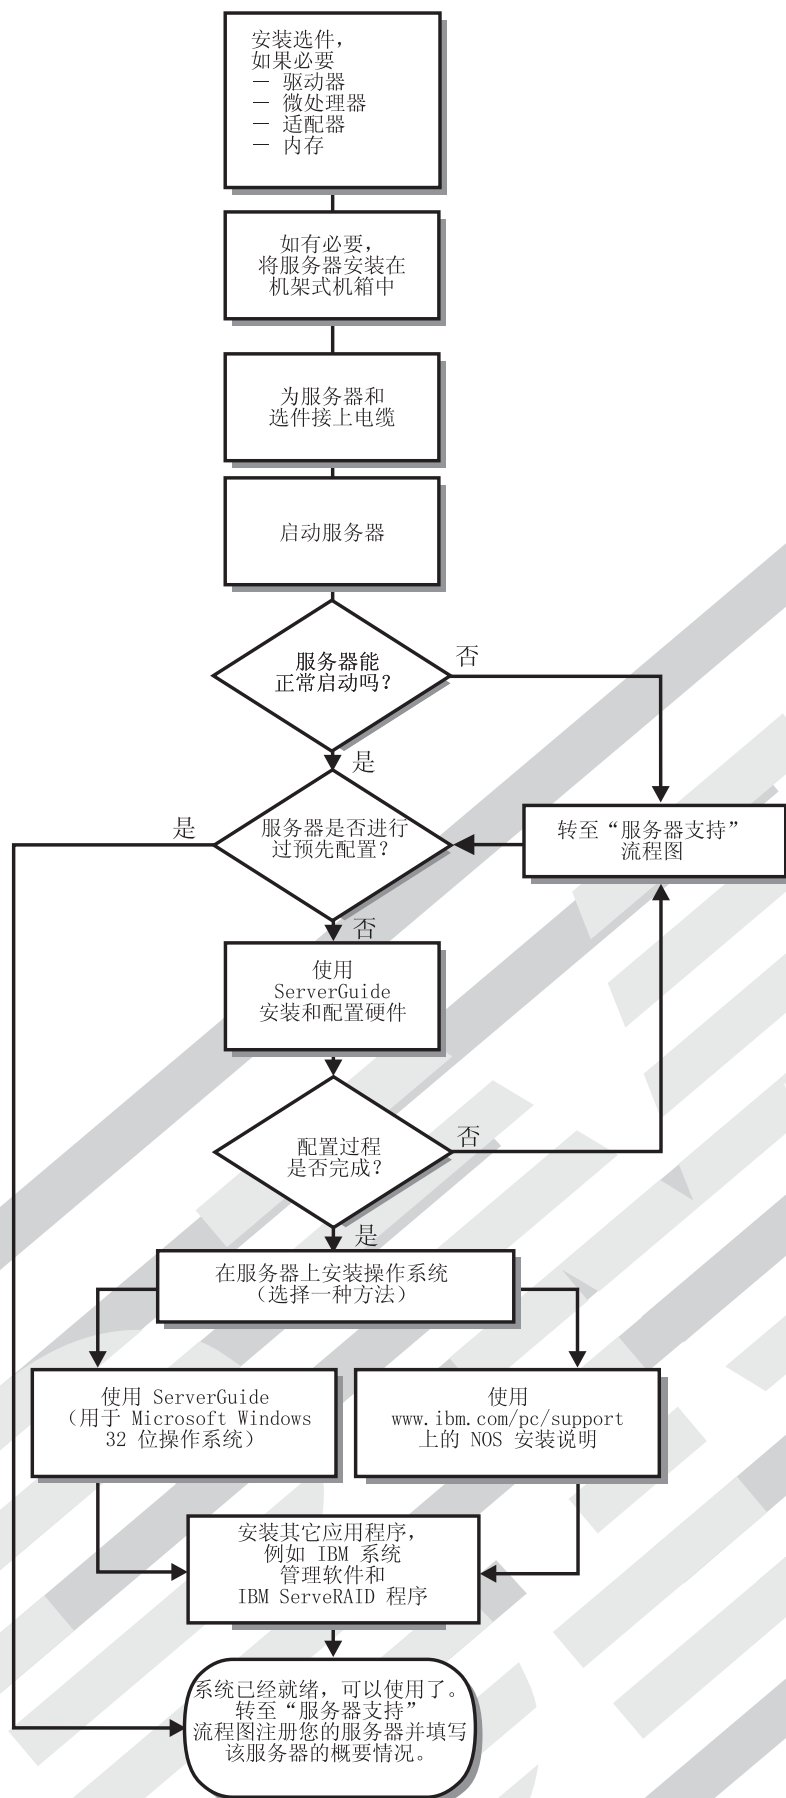 安装选件，
如果必要
— 驱动器
— 微处理器
— 适配器
— 内存
如有必要，
将服务器安装在
机架式机箱中
为服务器和
选件接上电缆
启动服务器
服务器能
正常启动吗？
否
是
服务器是否进行
过预先配置？
是
转至“服务器支持”
流程图
否
使用
ServerGuide
安装和配置硬件
配置过程
是否完成？
否
是
在服务器上安装操作系统
（选择一种方法）
使用 ServerGuide
（用于 Microsoft Windows
32 位操作系统）
使用
www.ibm.com/pc/support
上的 NOS 安装说明
安装其它应用程序，
例如 IBM 系统
管理软件和
IBM ServeRAID 程序
系统已经就绪，可以使用了。
转至“服务器支持”
流程图注册您的服务器并填写
该服务器的概要情况。